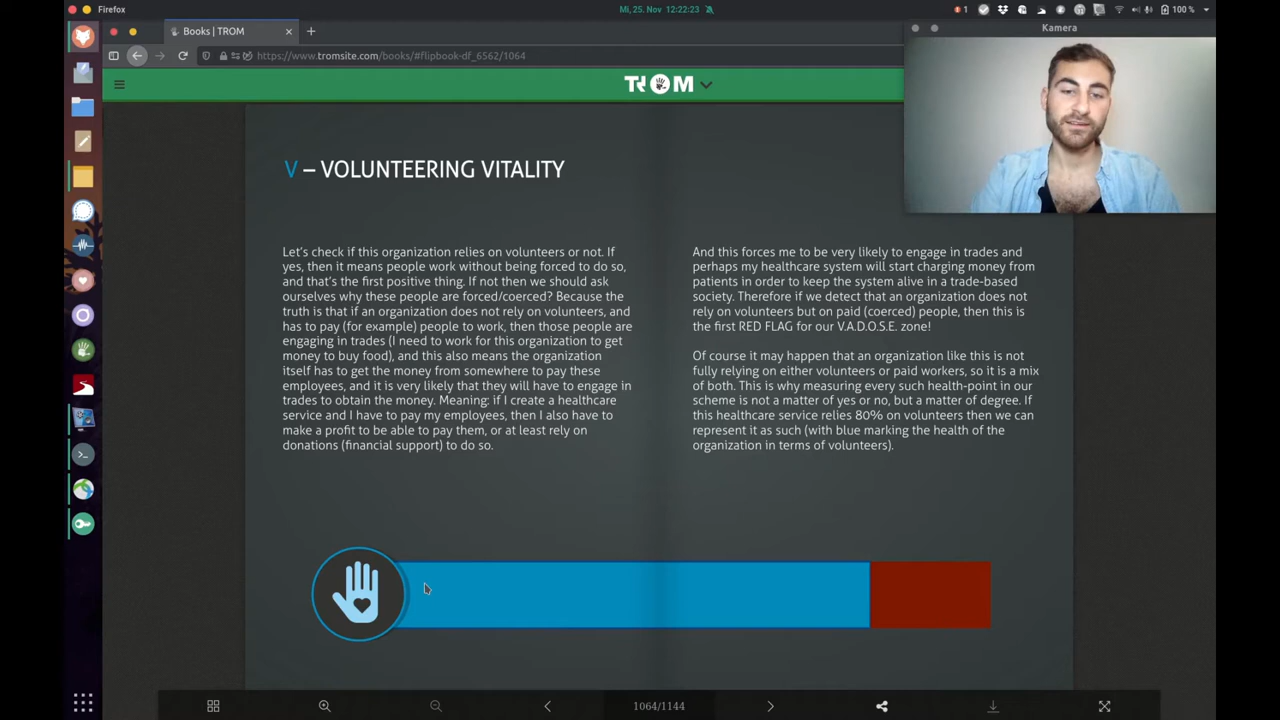 Firefox
Mi, 25. Nov 12:22:23
1
100 %
Kamera
Books | TROM
https://www.tromsite.com/books/#flipbook-df_6562/1064
TROM
V – VOLUNTEERING VITALITY
Let's check if this organization relies on volunteers or not. If
yes, then it means people work without being forced to do so,
and that's the first positive thing. If not then we should ask
ourselves why these people are forced/coerced? Because the
truth is that if an organization does not rely on volunteers, and
has to pay (for example) people to work, then those people are
engaging in trades (I need to work for this organization to get
money to buy food), and this also means the organization
itself has to get the money from somewhere to pay these
employees, and it is very likely that they will have to engage in
trades to obtain the money. Meaning: if I create a healthcare
service and I have to pay my employees, then I also have to
make a profit to be able to pay them, or at least rely on
donations (financial support) to do so.
And this forces me to be very likely to engage in trades and
perhaps my healthcare system will start charging money from
patients in order to keep the system alive in a trade-based
society. Therefore if we detect that an organization does not
rely on volunteers but on paid (coerced) people, then this is
the first RED FLAG for our V.A.D.O.S.E. zone!
Of course it may happen that an organization like this is not
fully relying on either volunteers or paid workers, so it is a mix
of both. This is why measuring every such health-point in our
scheme is not a matter of yes or no, but a matter of degree. If
this healthcare service relies 80% on volunteers then we can
represent it as such (with blue marking the health of the
organization in terms of volunteers).
1064/1144